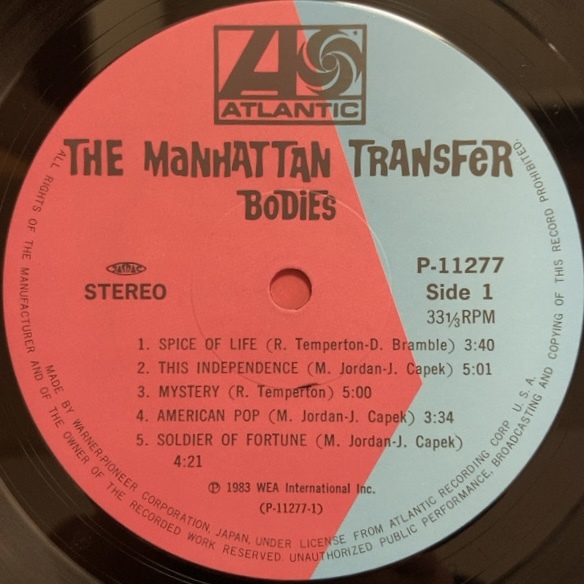 ATLANTIC
THE MANHATTAN TRANSFER
BODIES
STEREO
P-11277
Side 1
33⅓RPM
1. SPICE OF LIFE (R. Temperton-D. Bramble) 3:40
2. THIS INDEPENDENCE (M. Jordan-J. Capek) 5:01
3. MYSTERY (R. Temperton) 5:00
4. AMERICAN POP (M. Jordan-J. Capek) 3:34
5. SOLDIER OF FORTUNE (M. Jordan-J. Capek)
4:21
℗ 1983 WEA International Inc.
(P-11277-1)
MADE BY WARNER-PIONEER CORPORATION, JAPAN, UNDER LICENSE FROM ATLANTIC RECORDING CORP. U.S.A.
ALL RIGHTS OF THE MANUFACTURER AND OF THE OWNER OF THE RECORDED WORK RESERVED. UNAUTHORIZED PUBLIC PERFORMANCE, BROADCASTING AND COPYING OF THIS RECORD PROHIBITED.